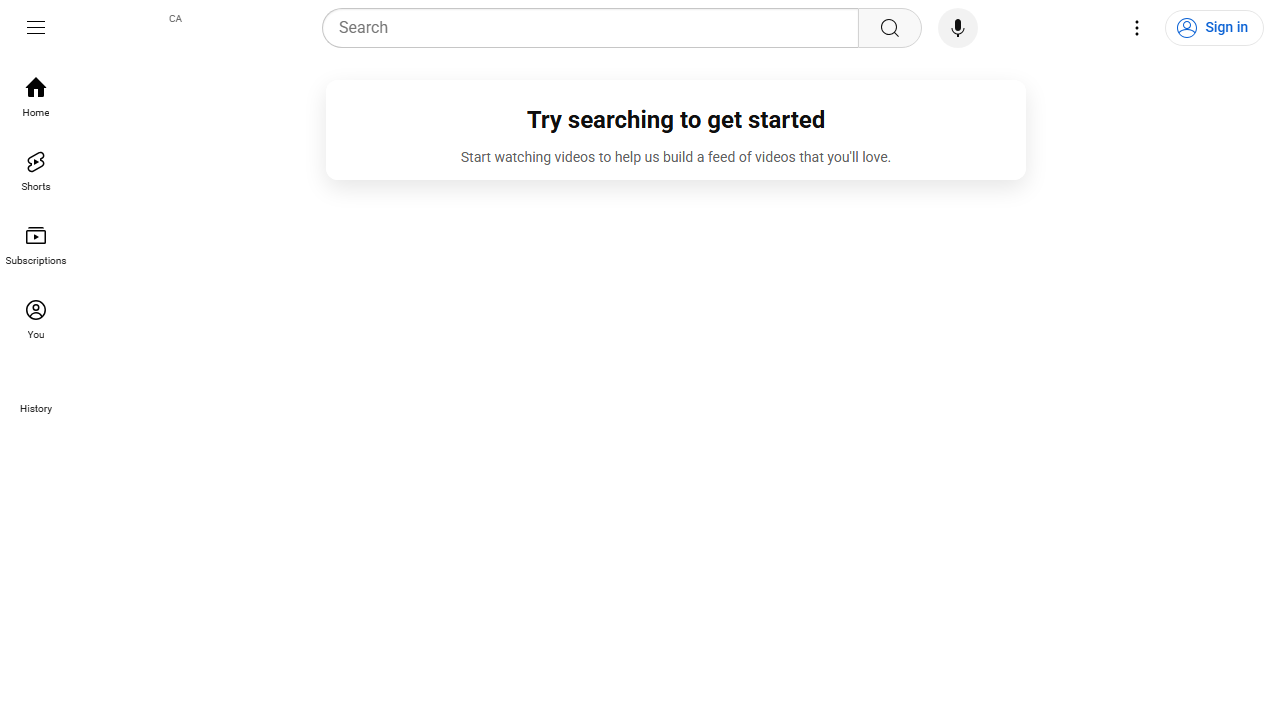 CA
Search
Sign in
Home
Shorts
Subscriptions
You
History
Try searching to get started
Start watching videos to help us build a feed of videos that you'll love.